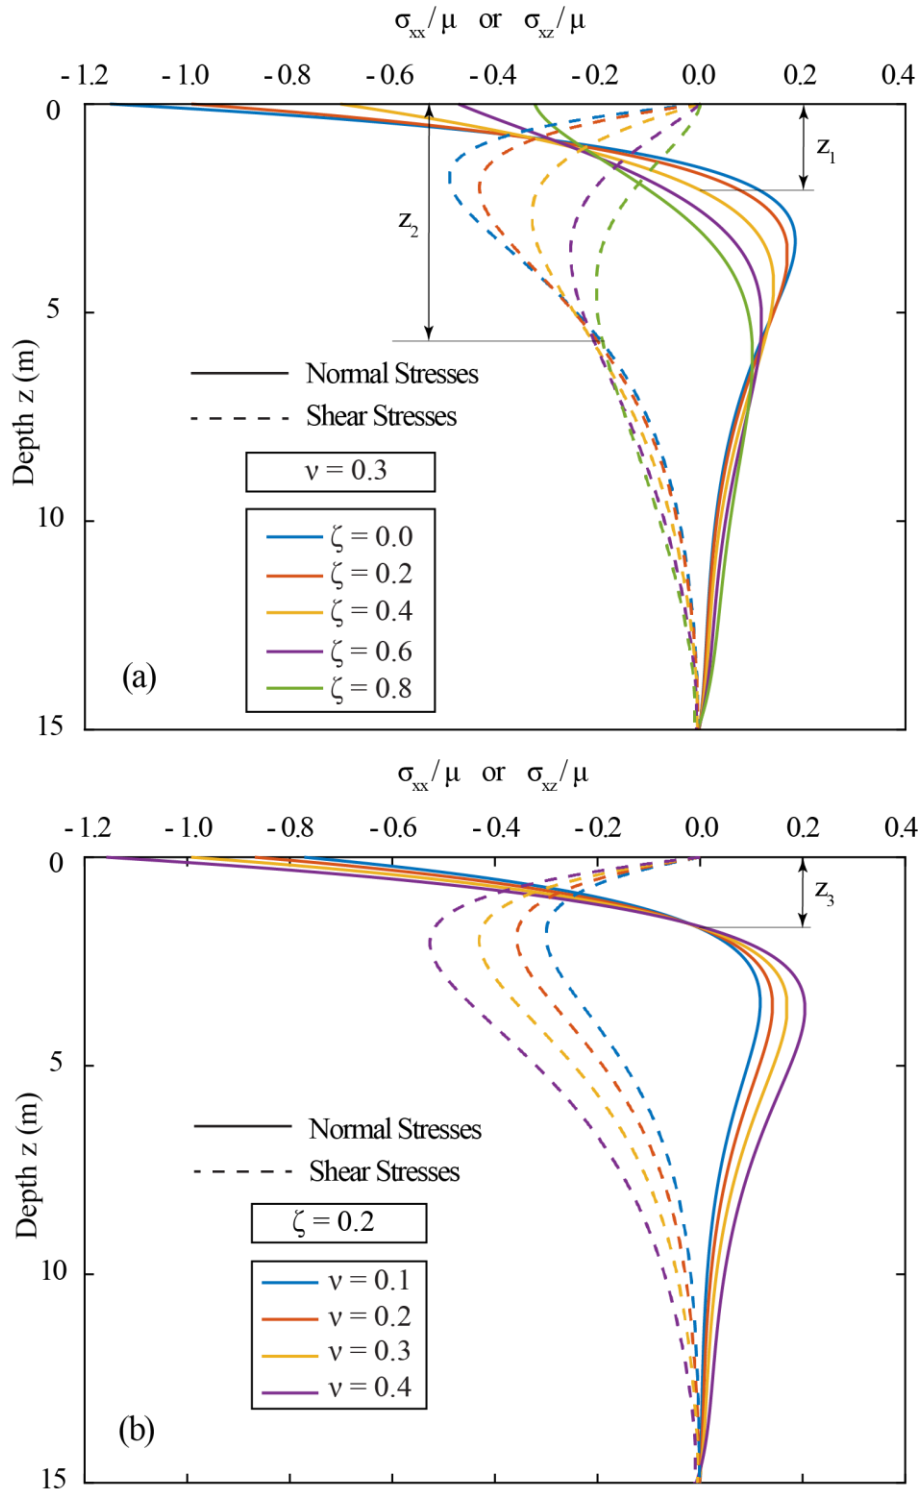 σxx/μ or σxz/μ
-1.2 -1.0 -0.8 -0.6 -0.4 -0.2 0.0 0.2 0.4
0
z1
z2
5
Normal Stresses
Shear Stresses
ν = 0.3
Depth z (m)
10
ζ = 0.0
ζ = 0.2
ζ = 0.4
ζ = 0.6
ζ = 0.8
(a)
15
σxx/μ or σxz/μ
-1.2 -1.0 -0.8 -0.6 -0.4 -0.2 0.0 0.2 0.4
0
z3
5
Normal Stresses
Shear Stresses
ζ = 0.2
Depth z (m)
10
ν = 0.1
ν = 0.2
ν = 0.3
ν = 0.4
(b)
15